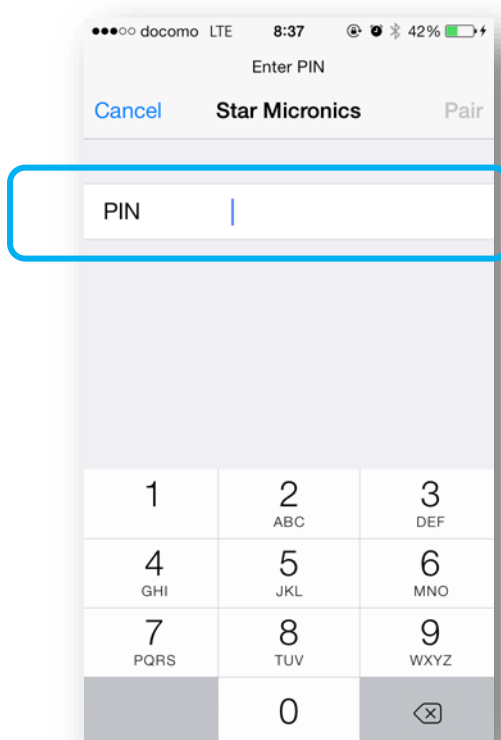 docomo LTE 8:37 42%
Enter PIN
Cancel Star Micronics Pair
PIN
1 2 3
ABC DEF
4 5 6
GHI JKL MNO
7 8 9
PQRS TUV WXYZ
0